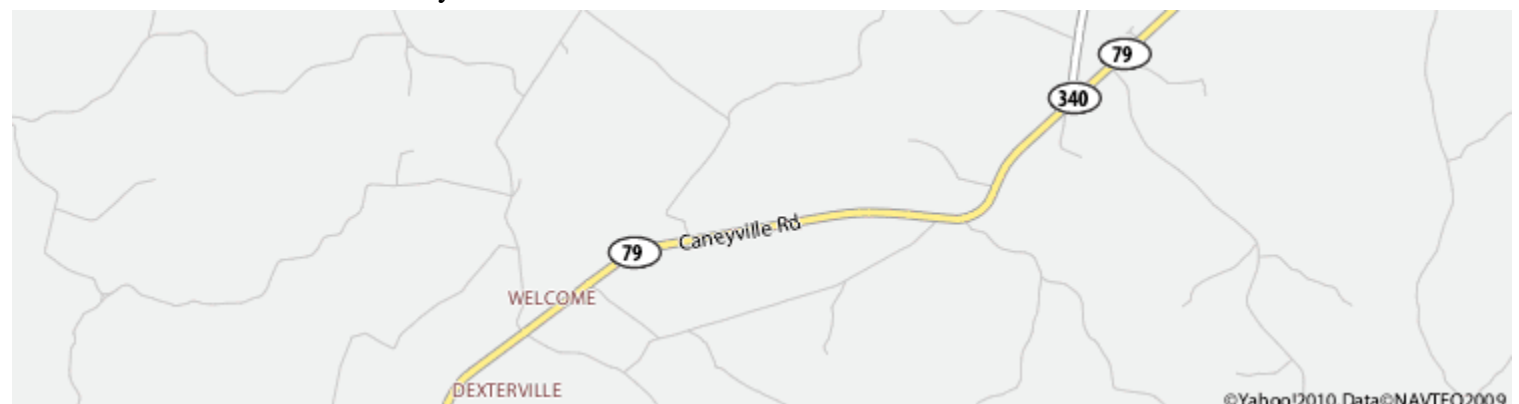 79
340
Caneyville Rd
79
WELCOME
DEXTERVILLE
©Yahoo!2010, Data©NAVTEQ2009